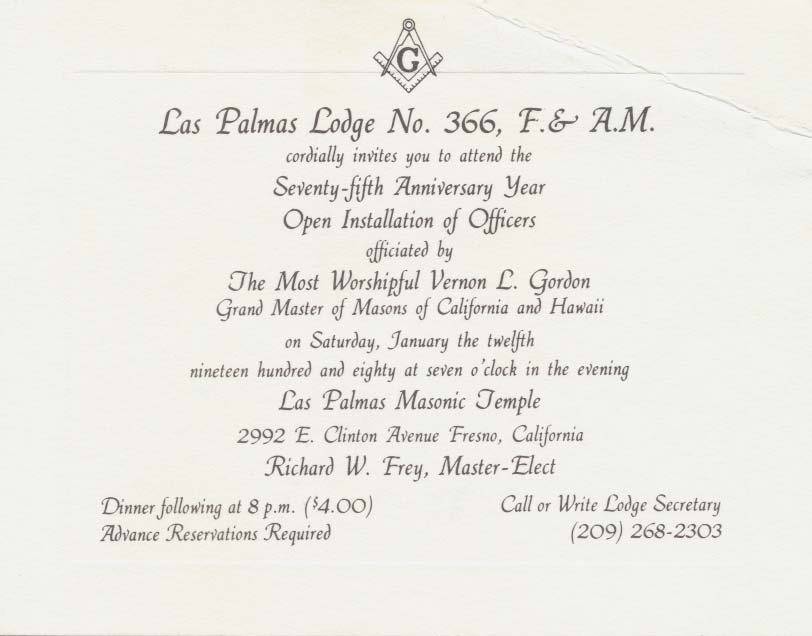 G
Las Palmas Lodge No. 366, F. & A.M.
cordially invites you to attend the
Seventy-fifth Anniversary Year
Open Installation of Officers
officiated by
The Most Worshipful Vernon L. Gordon
Grand Master of Masons of California and Hawaii
on Saturday, January the twelfth
nineteen hundred and eighty at seven o'clock in the evening
Las Palmas Masonic Temple
2992 E. Clinton Avenue Fresno, California
Richard W. Frey, Master-Elect
Dinner following at 8 p.m. ($4.00)
Advance Reservations Required
Call or Write Lodge Secretary
(209) 268-2303